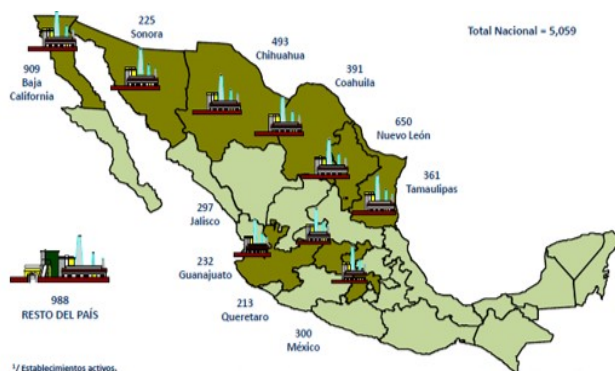 225
Sonora
493
Chihuahua
Total Nacional = 5,059
909
Baja
California
391
Coahuila
650
Nuevo León
361
Tamaulipas
297
Jalisco
232
Guanajuato
213
Queretaro
300
México
988
RESTO DEL PAÍS
1/ Establecimientos activos.